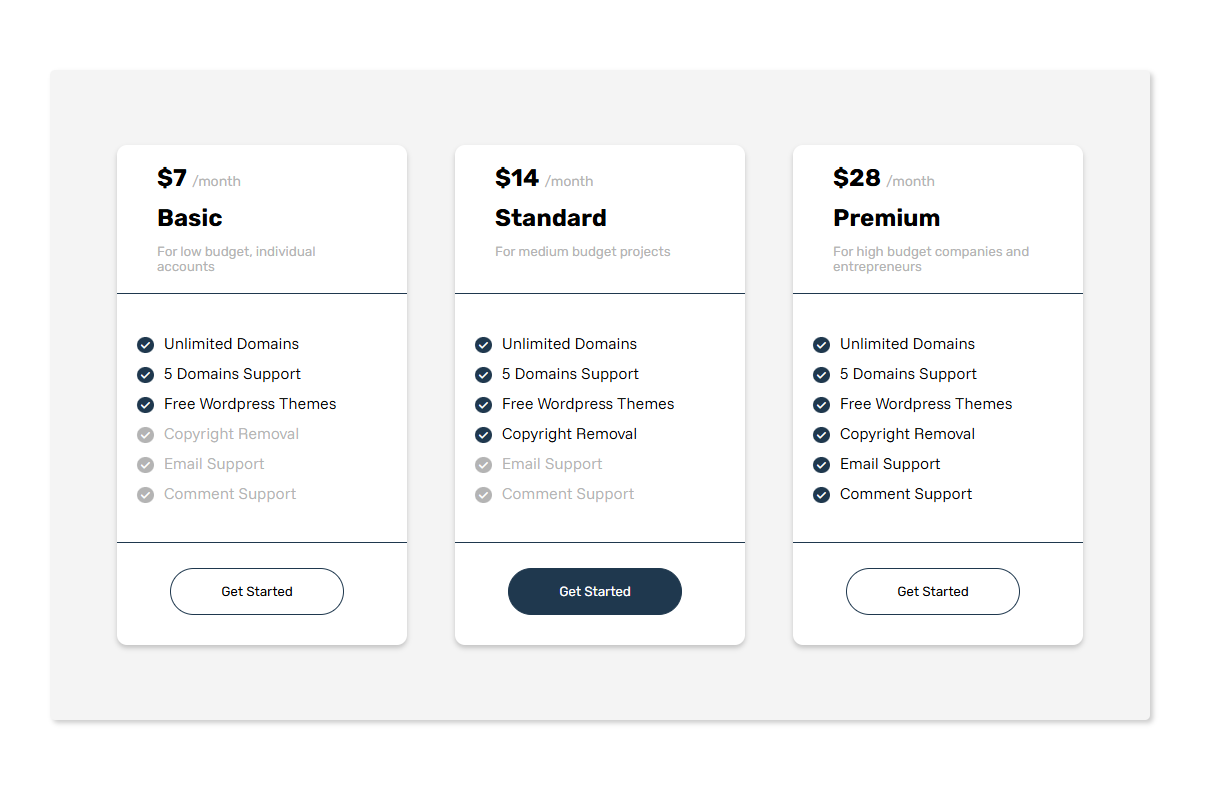 $7 /month
Basic
For low budget, individual
accounts
Unlimited Domains
5 Domains Support
Free Wordpress Themes
Copyright Removal
Email Support
Comment Support
Get Started
$14 /month
Standard
For medium budget projects
Unlimited Domains
5 Domains Support
Free Wordpress Themes
Copyright Removal
Email Support
Comment Support
Get Started
$28 /month
Premium
For high budget companies and
entrepreneurs
Unlimited Domains
5 Domains Support
Free Wordpress Themes
Copyright Removal
Email Support
Comment Support
Get Started